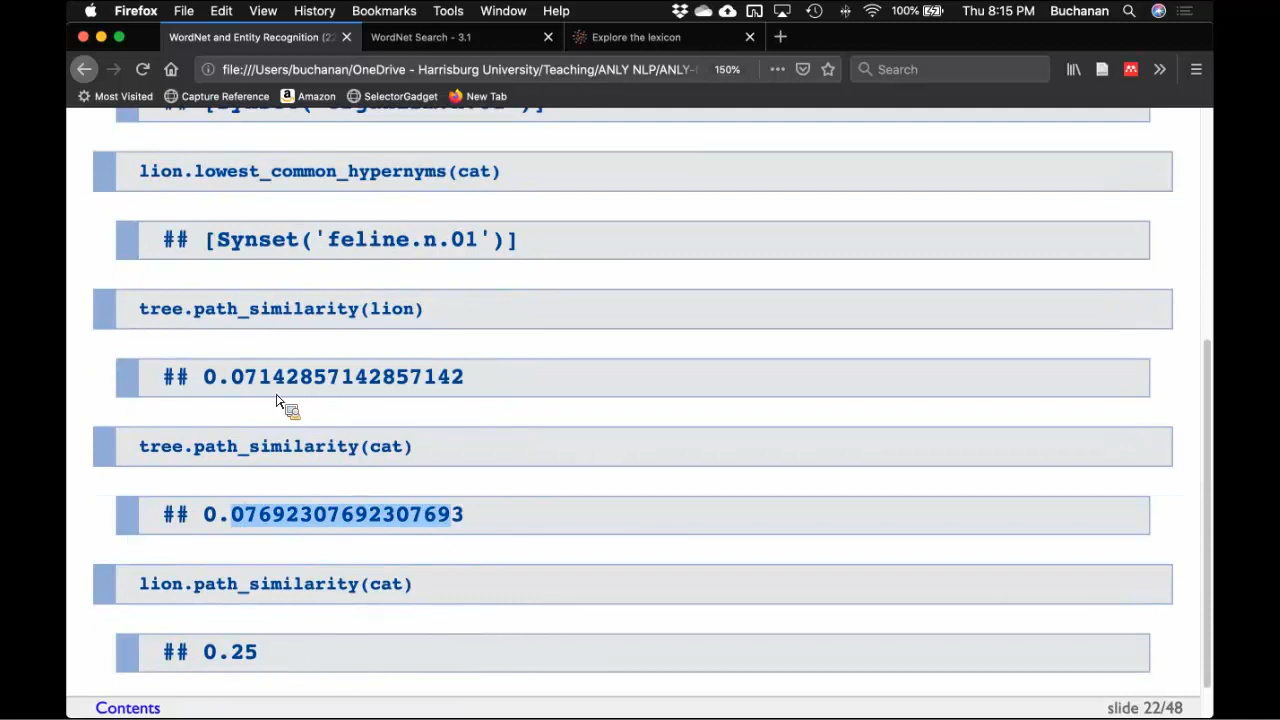 Firefox File Edit View History Bookmarks Tools Window Help 100% Thu 8:15 PM Buchanan
WordNet and Entity Recognition (22 WordNet Search - 3.1 Explore the lexicon
file:///Users/buchanan/OneDrive - Harrisburg University/Teaching/ANLY NLP/ANLY- 150% Search
Most Visited Capture Reference Amazon SelectorGadget New Tab
lion.lowest_common_hypernyms(cat)
## [Synset('feline.n.01')]
tree.path_similarity(lion)
## 0.07142857142857142
tree.path_similarity(cat)
## 0.07692307692307693
lion.path_similarity(cat)
## 0.25
Contents slide 22/48